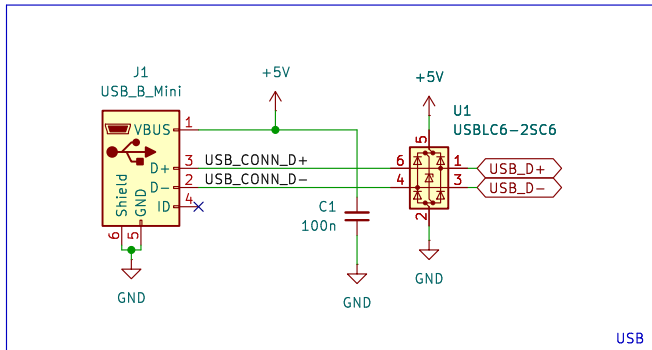 J1
USB_B_Mini
+5V
+5V
U1
USBLC6-2SC6
VBUS 1
D+ 3 USB_CONN_D+
D- 2 USB_CONN_D-
ID 4
Shield
GND
6 5
GND
C1
100n
GND
5
6 1 USB_D+
4 3 USB_D-
2
GND
USB